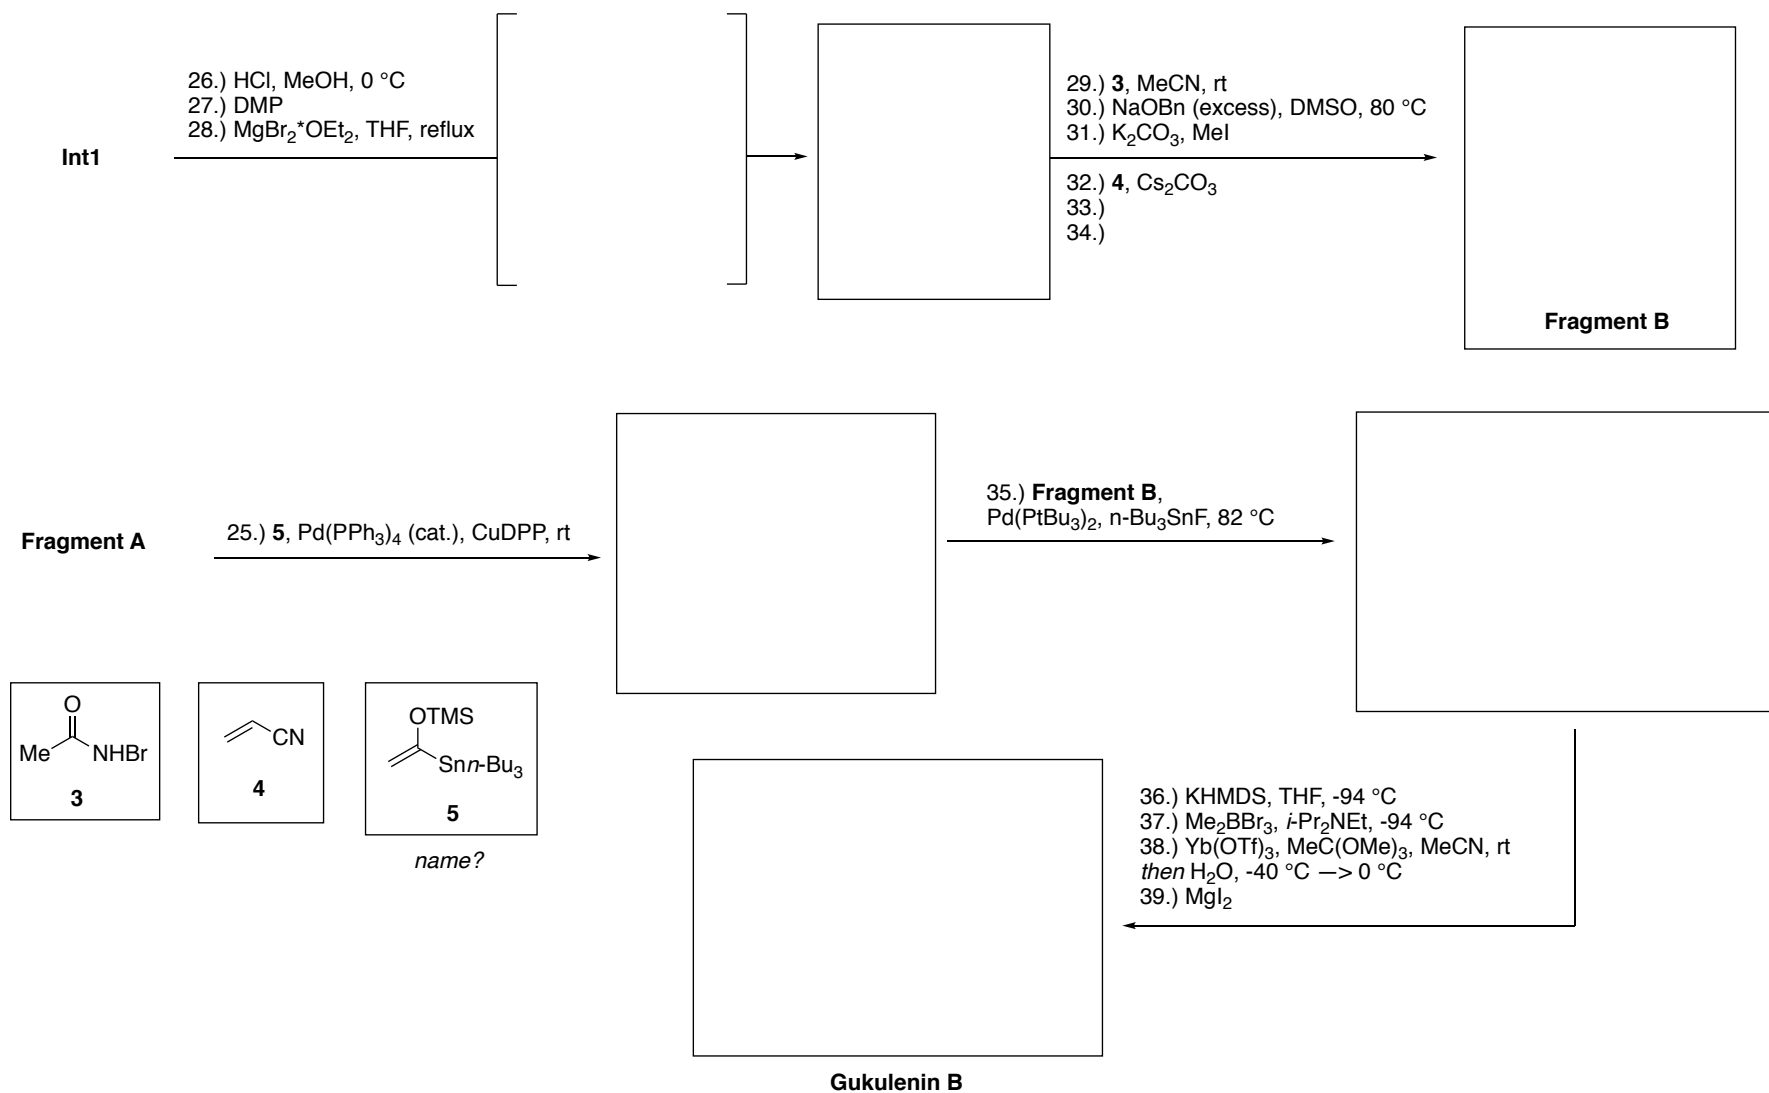 Int1
26.) HCl, MeOH, 0 °C
27.) DMP
28.) MgBr2*OEt2, THF, reflux
29.) 3, MeCN, rt
30.) NaOBn (excess), DMSO, 80 °C
31.) K2CO3, MeI
32.) 4, Cs2CO3
33.)
34.)
Fragment B
Fragment A
25.) 5, Pd(PPh3)4 (cat.), CuDPP, rt
35.) Fragment B,
Pd(PtBu3)2, n-Bu3SnF, 82 °C
O
Me
NHBr
3
CN
4
OTMS
Snn-Bu3
5
name?
36.) KHMDS, THF, -94 °C
37.) Me2BBr3, i-Pr2NEt, -94 °C
38.) Yb(OTf)3, MeC(OMe)3, MeCN, rt
then H2O, -40 °C —> 0 °C
39.) MgI2
Gukulenin B